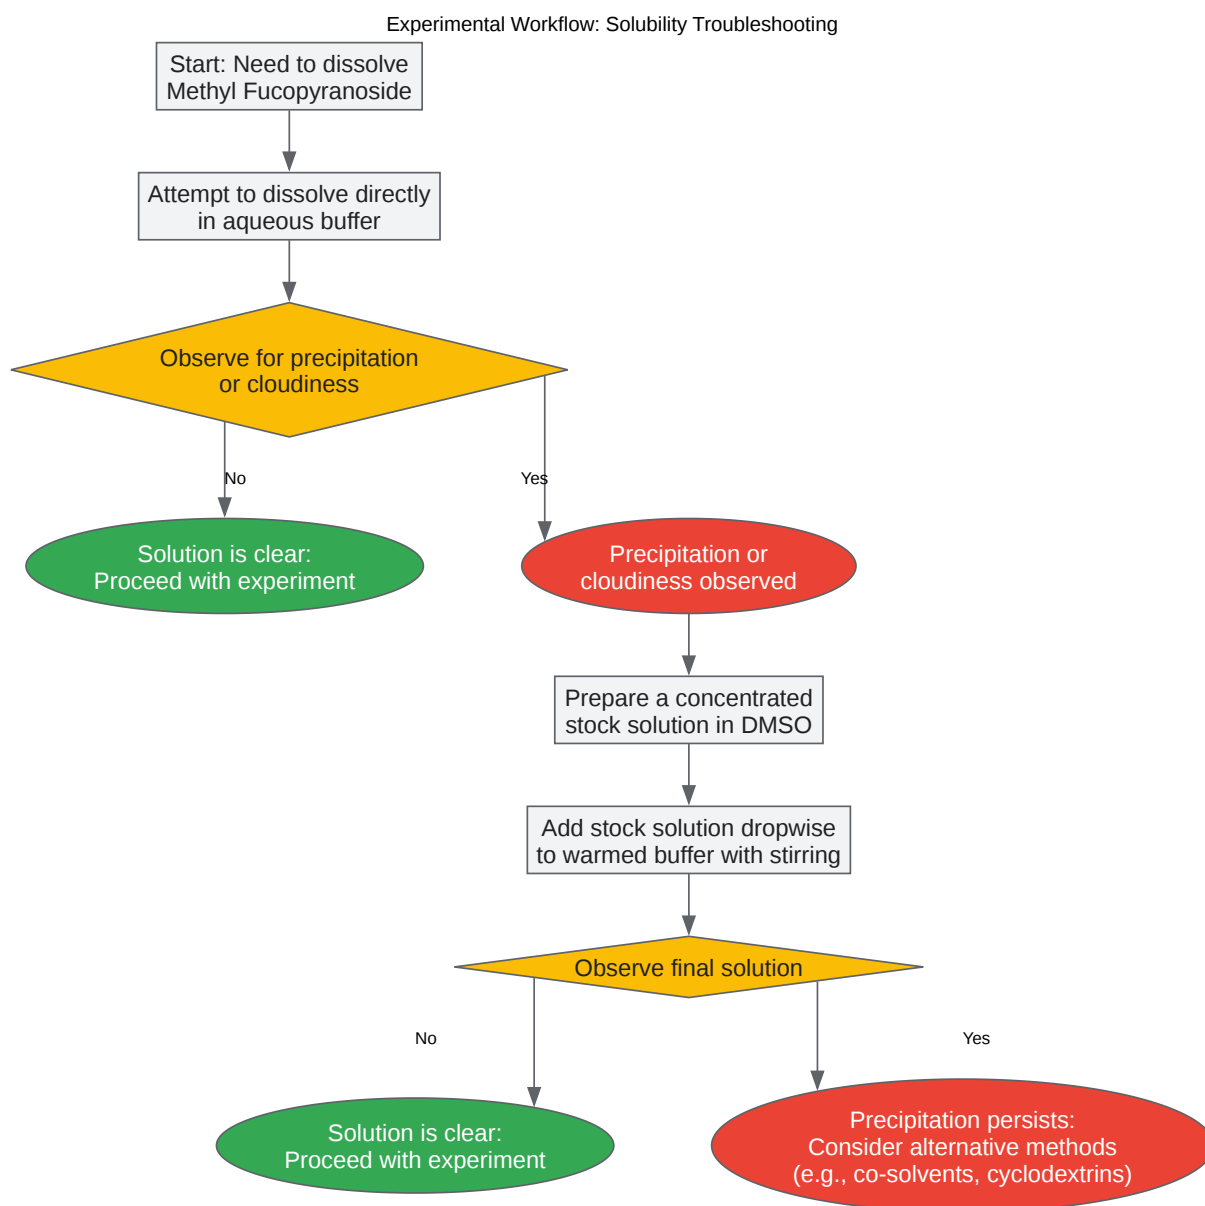 Experimental Workflow: Solubility Troubleshooting
Start: Need to dissolve
Methyl Fucopyranoside
Attempt to dissolve directly
in aqueous buffer
Observe for precipitation
or cloudiness
No
Yes
Solution is clear:
Proceed with experiment
Precipitation or
cloudiness observed
Prepare a concentrated
stock solution in DMSO
Add stock solution dropwise
to warmed buffer with stirring
Observe final solution
No
Yes
Solution is clear:
Proceed with experiment
Precipitation persists:
Consider alternative methods
(e.g., co-solvents, cyclodextrins)